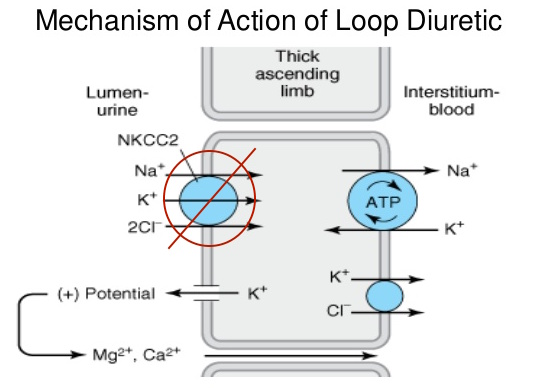 Mechanism of Action of Loop Diuretic
Thick
ascending
limb
Lumen-
urine
Interstitium-
blood
NKCC2
Na⁺
K⁺
2Cl⁻
ATP
Na⁺
K⁺
K⁺
Cl⁻
(+) Potential
K⁺
Mg²⁺, Ca²⁺